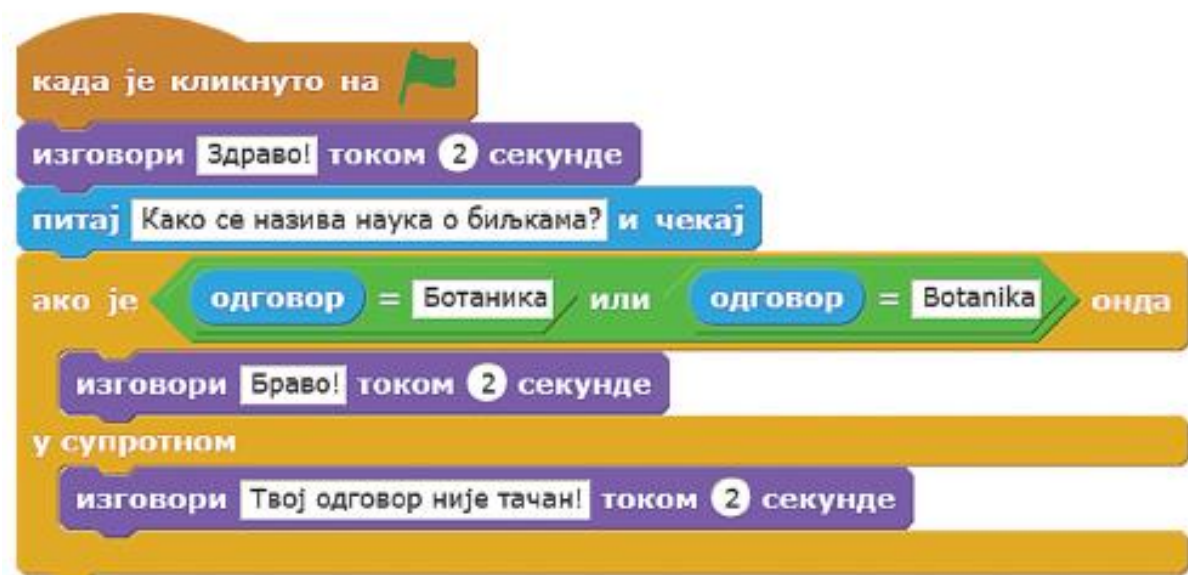 када је кликнуто на
изговори Здраво! током 2 секунде
питај Како се назива наука о биљкама? и чекај
ако је одговор = Ботаника или одговор = Botanika онда
изговори Браво! током 2 секунде
у супротном
изговори Твој одговор није тачан! током 2 секунде